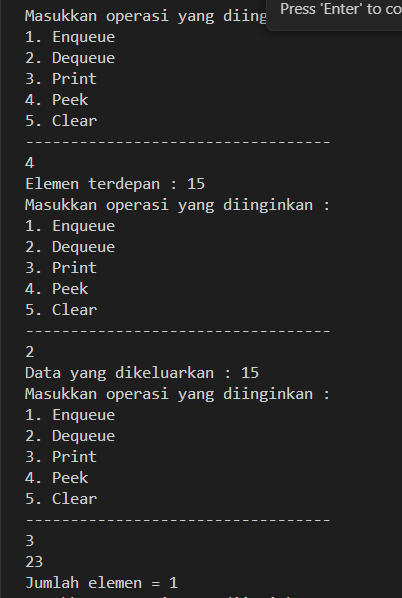 Press 'Enter' to co
Masukkan operasi yang diing
1. Enqueue
2. Dequeue
3. Print
4. Peek
5. Clear
----------------------------------
4
Elemen terdepan : 15
Masukkan operasi yang diinginkan :
1. Enqueue
2. Dequeue
3. Print
4. Peek
5. Clear
----------------------------------
2
Data yang dikeluarkan : 15
Masukkan operasi yang diinginkan :
1. Enqueue
2. Dequeue
3. Print
4. Peek
5. Clear
----------------------------------
3
23
Jumlah elemen = 1